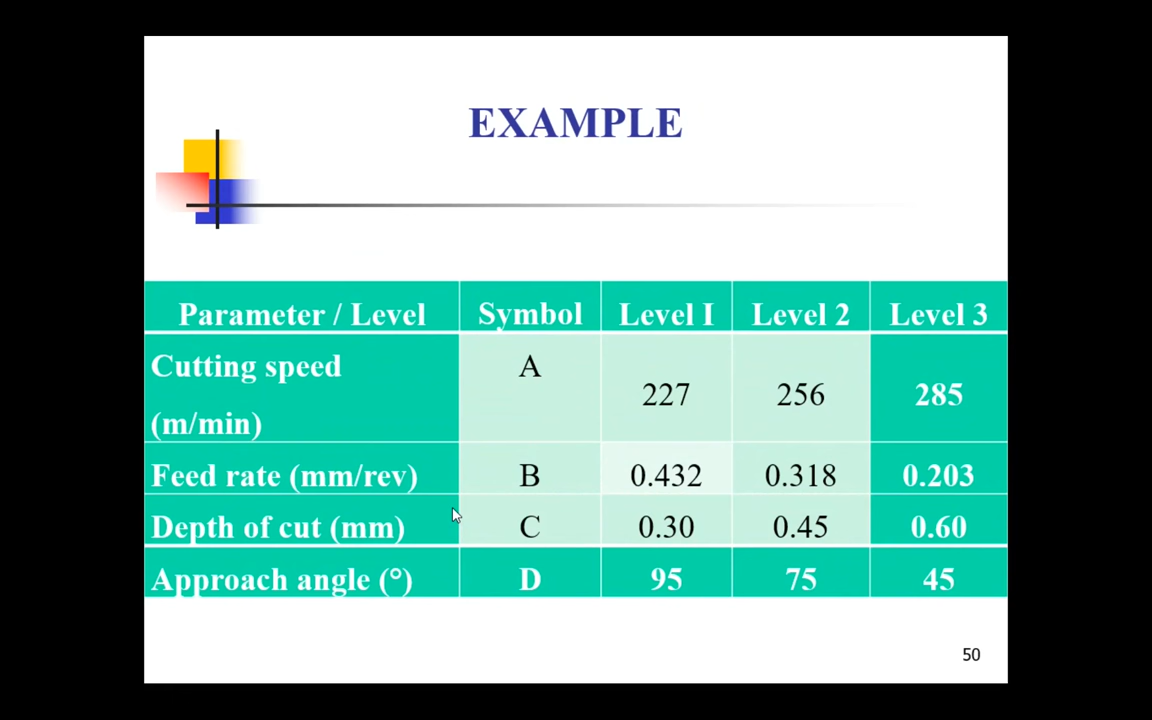 EXAMPLE
Parameter / Level Symbol Level I Level 2 Level 3
Cutting speed
(m/min) A 227 256 285
Feed rate (mm/rev) B 0.432 0.318 0.203
Depth of cut (mm) C 0.30 0.45 0.60
Approach angle (°) D 95 75 45
50